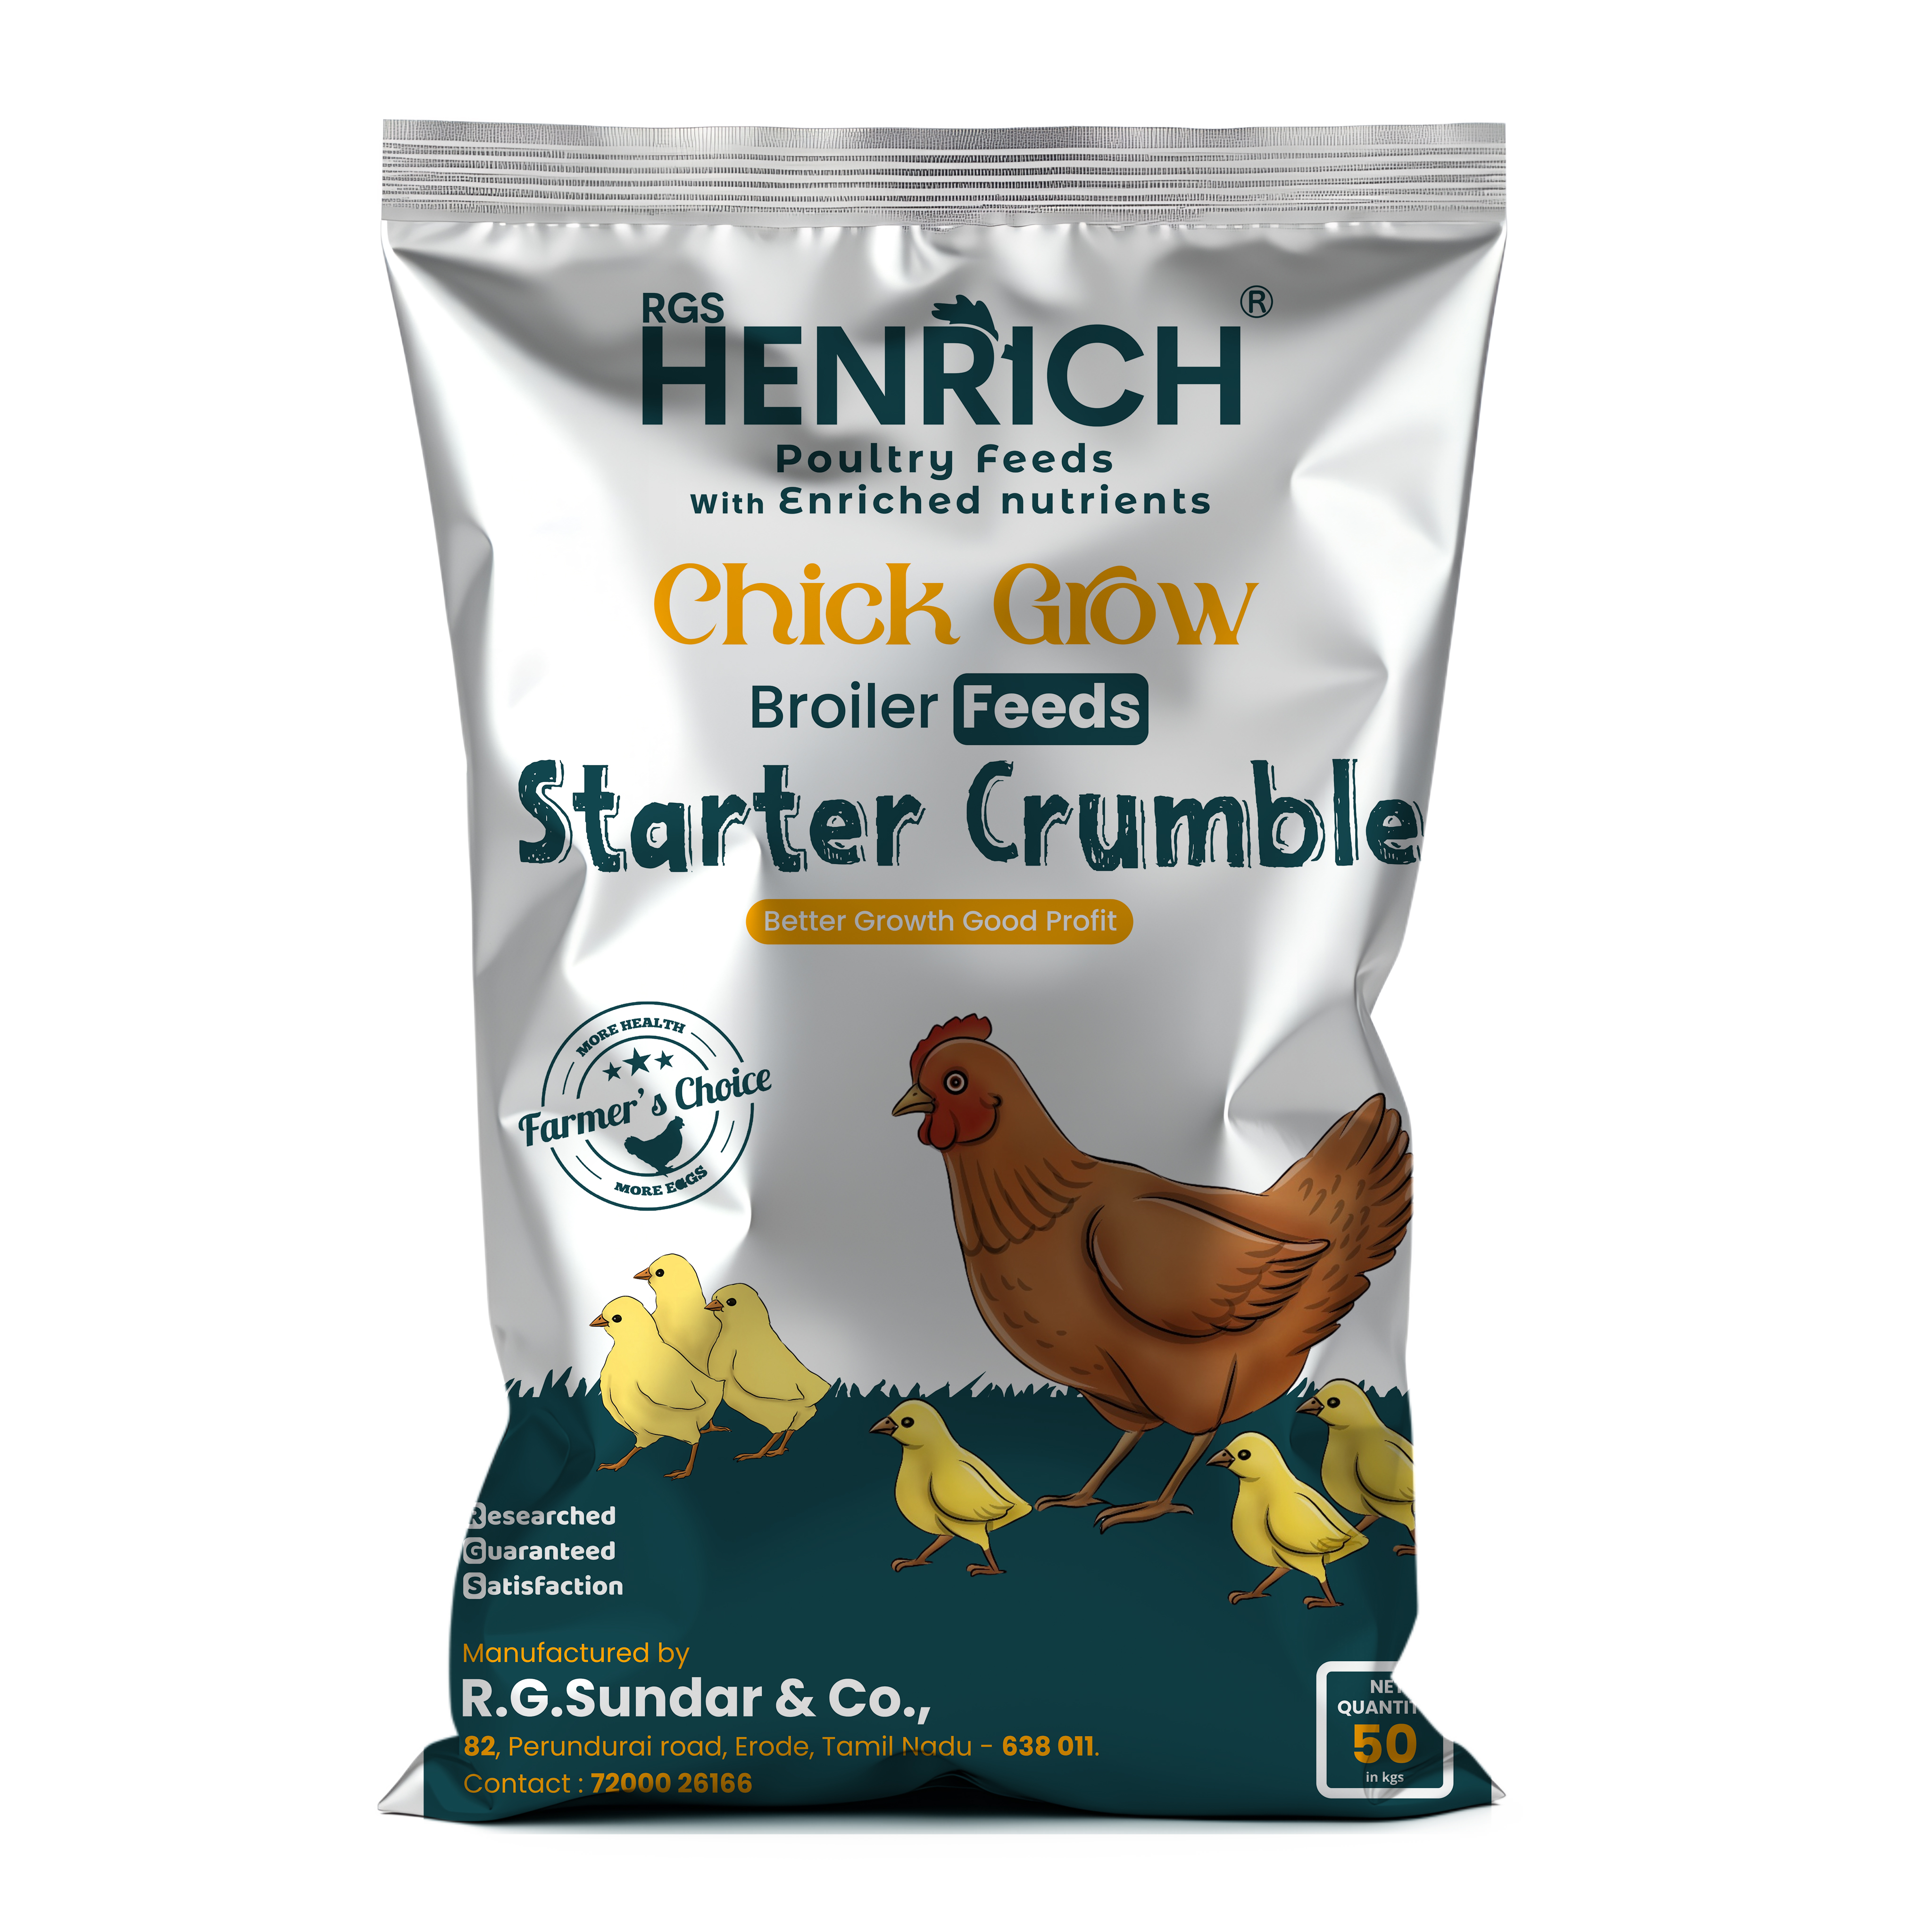 RGS
HENRICH®
Poultry Feeds
With Enriched nutrients
Chick Grow
Broiler Feeds
Starter Crumble
Better Growth Good Profit
MORE HEALTH
Farmer's Choice
MORE EGGS
Researched
Guaranteed
Satisfaction
Manufactured by
R.G.Sundar & Co.,
82, Perundurai road, Erode, Tamil Nadu - 638 011.
Contact : 72000 26166
NET
QUANTIT
50
in kgs